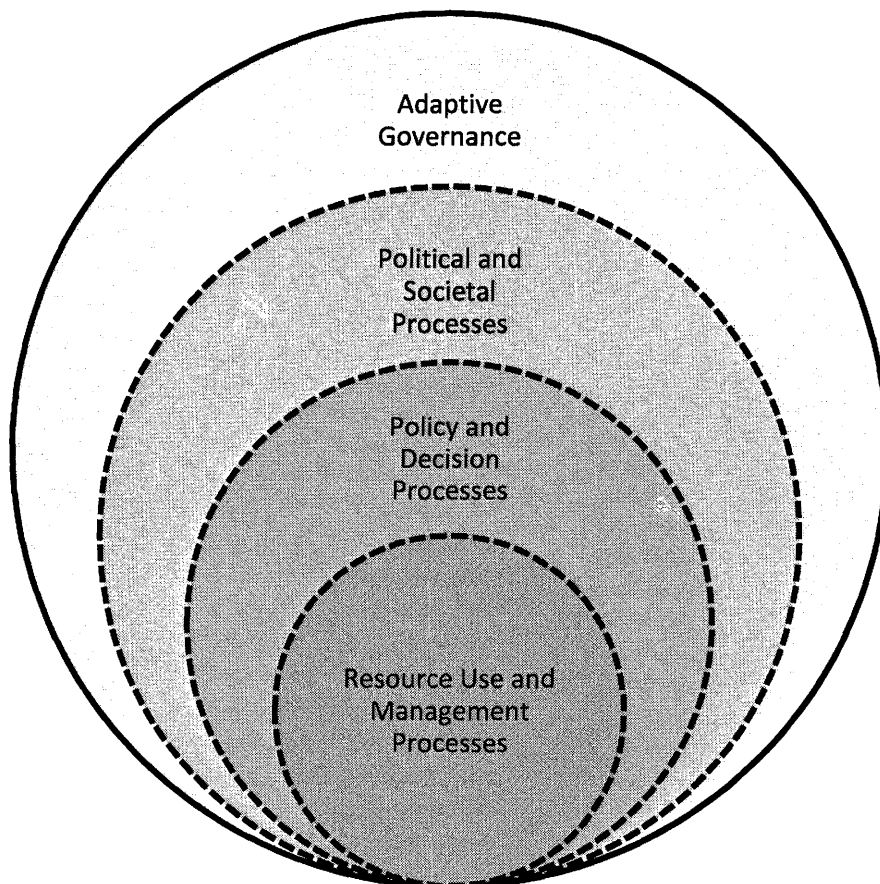 Adaptive
Governance
Political and
Societal
Processes
Policy and
Decision
Processes
Resource Use and
Management
Processes